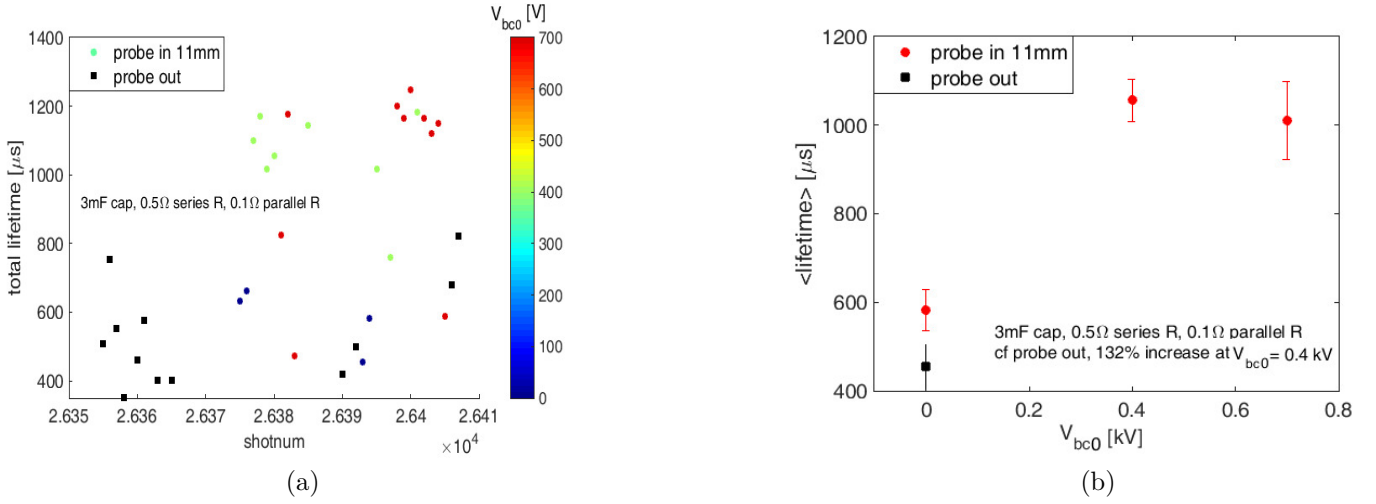 V_bc0 [V]
1400
1200
1000
800
600
400
total lifetime [μs]
probe in 11mm
probe out
3mF cap, 0.5Ω series R, 0.1Ω parallel R
2.635 2.636 2.637 2.638 2.639 2.64 2.641
shotnum
×10^4
700
600
500
400
300
200
100
0
(a)
1200
1000
800
600
400
<lifetime> [μs]
probe in 11mm
probe out
3mF cap, 0.5Ω series R, 0.1Ω parallel R
cf probe out, 132% increase at V_bc0= 0.4 kV
0 0.2 0.4 0.6 0.8
V_bc0 [kV]
(b)